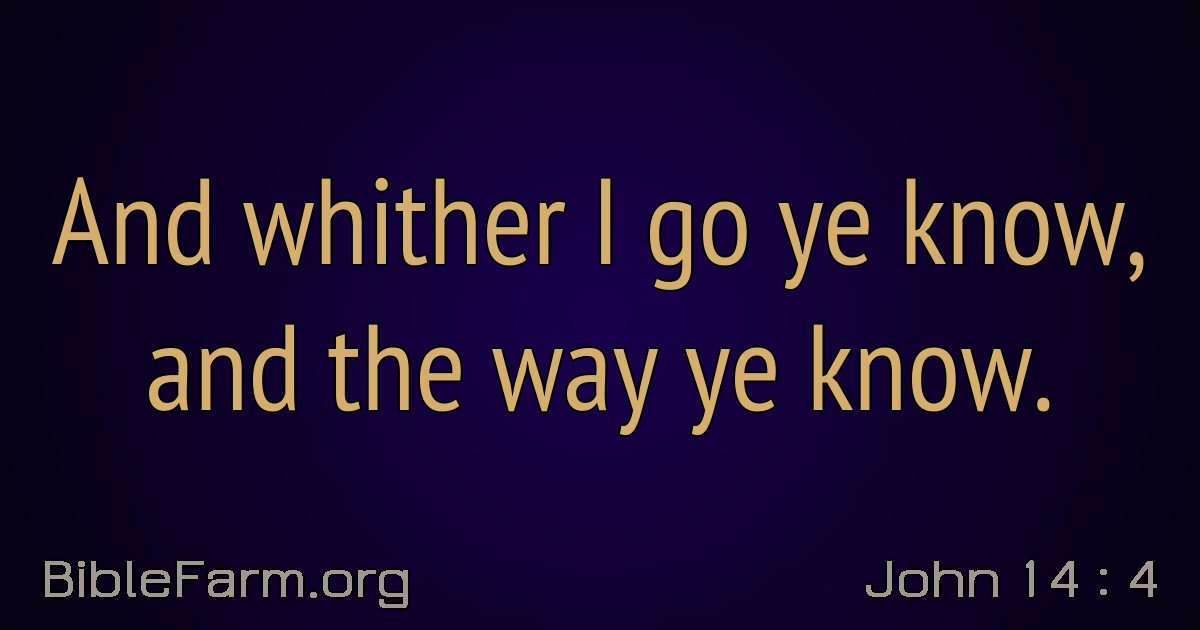 And whither I go ye know,
and the way ye know.
BibleFarm.org
John 14 : 4